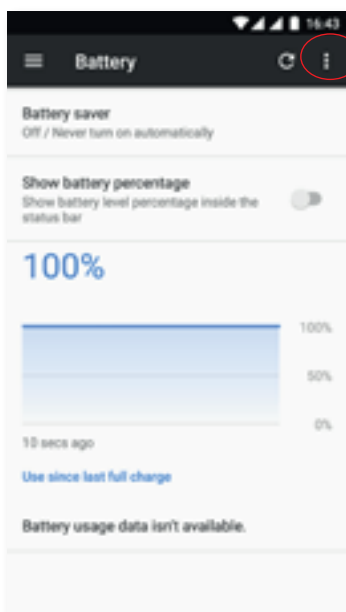 16:43
Battery
Battery saver
Off / Never turn on automatically
Show battery percentage
Show battery level percentage inside the
status bar
100%
100%
50%
0%
10 secs ago
Use since last full charge
Battery usage data isn't available.